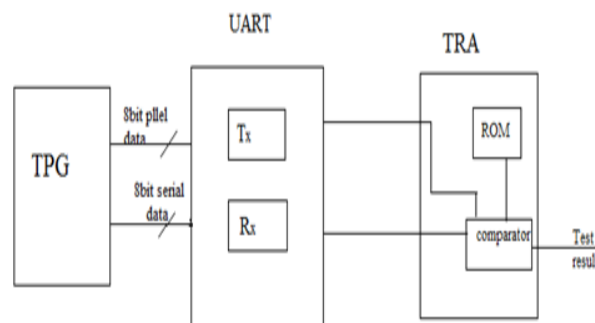 UART
TRA
8bit pllel
data
Tx
ROM
TPG
8bit serial
data
Rx
comparator
Test
resul